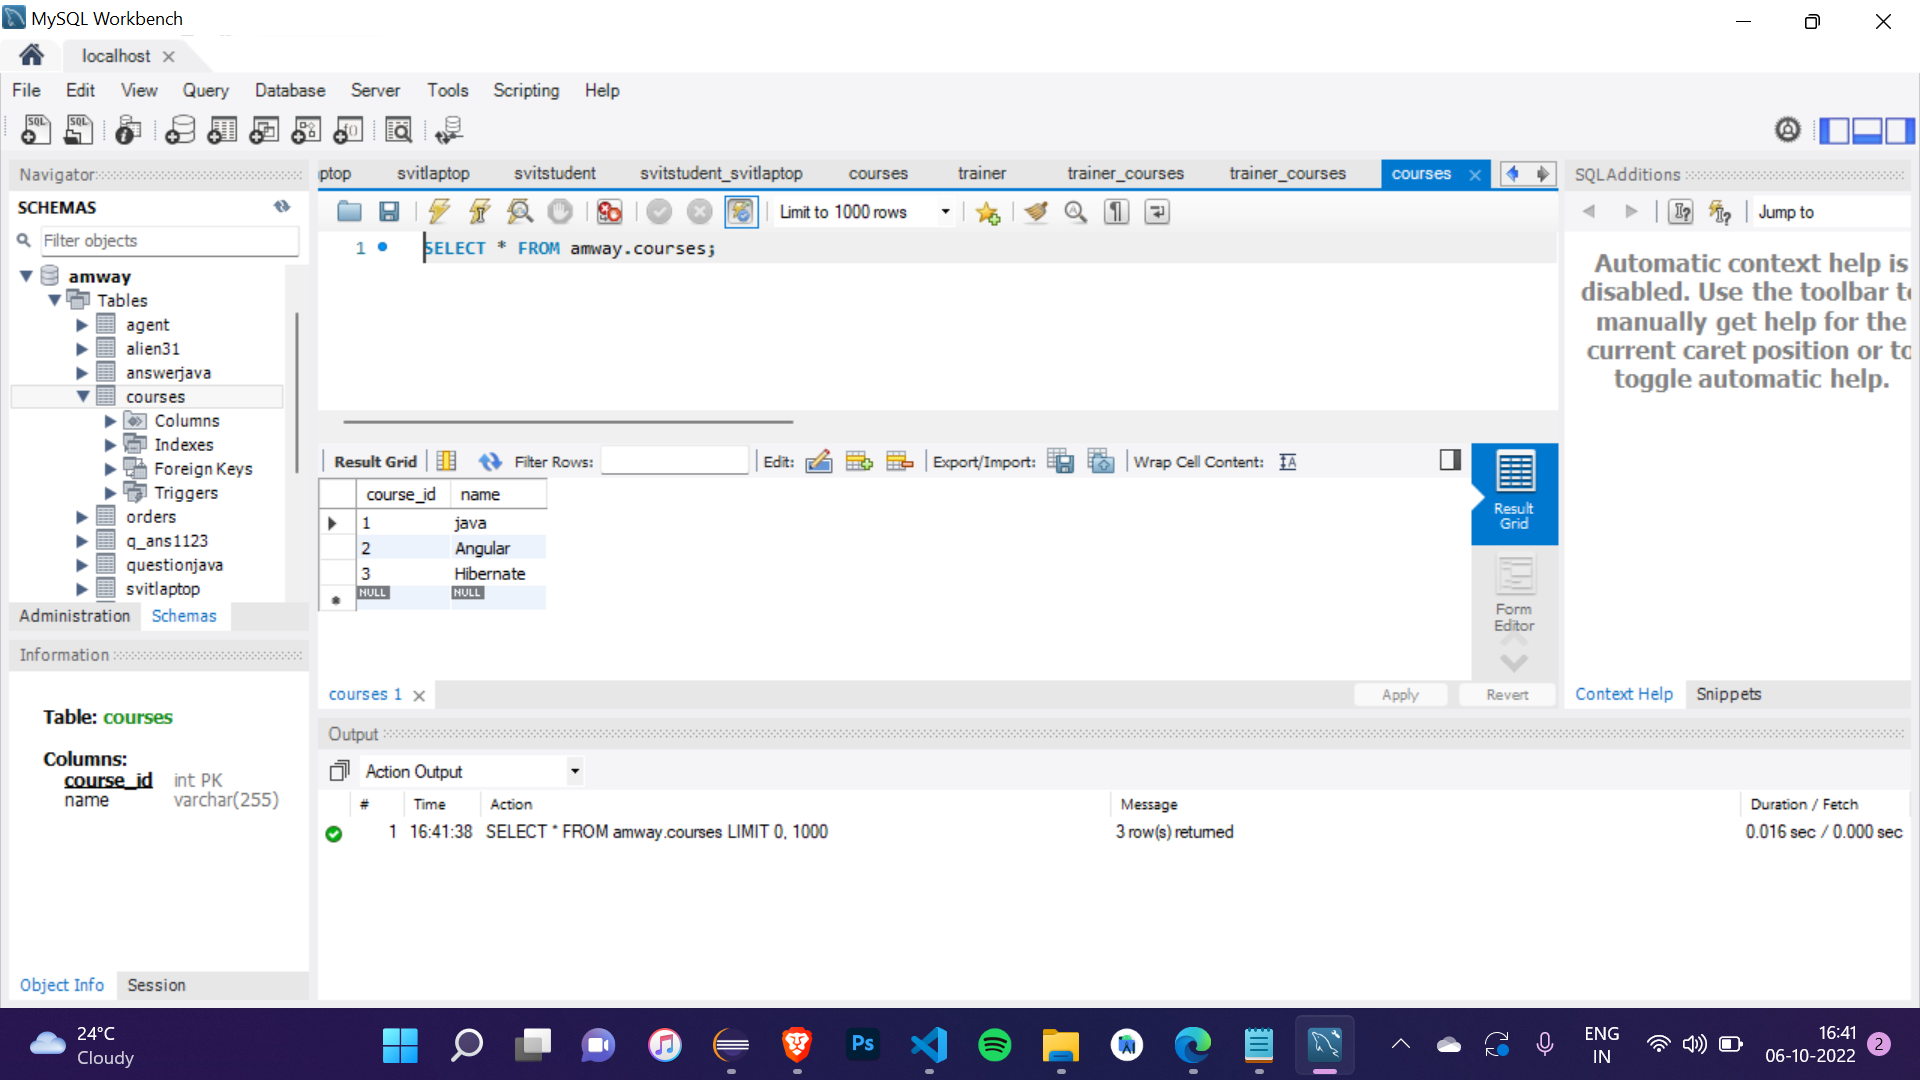 MySQL Workbench
localhost
File Edit View Query Database Server Tools Scripting Help
Navigator
SCHEMAS
Filter objects
amway
Tables
agent
alien31
answerjava
courses
Columns
Indexes
Foreign Keys
Triggers
orders
q_ans1123
questionjava
svitlaptop
Administration Schemas
Information
Table: courses
Columns:
course_id int PK
name varchar(255)
Object Info Session
ptop svitlaptop svitstudent svitstudent_svitlaptop courses trainer trainer_courses trainer_courses courses
Limit to 1000 rows
1 SELECT * FROM amway.courses;
Result Grid Filter Rows: Edit: Export/Import: Wrap Cell Content:
course_id name
1 java
2 Angular
3 Hibernate
NULL NULL
Result
Grid
Form
Editor
courses 1 Apply Revert
Output
Action Output
# Time Action Message Duration / Fetch
1 16:41:38 SELECT * FROM amway.courses LIMIT 0, 1000 3 row(s) returned 0.016 sec / 0.000 sec
SQLAdditions
Jump to
Automatic context help is
disabled. Use the toolbar to
manually get help for the
current caret position or to
toggle automatic help.
Context Help Snippets
24°C
Cloudy
Ps
ENG
IN
16:41
06-10-2022
2